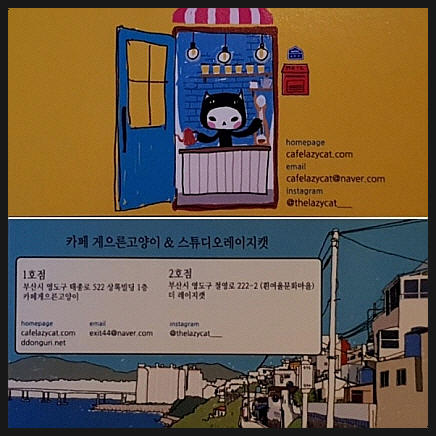 homepage
cafelazycat.com
email
cafelazycat@naver.com
instagram
@thelazycat___
카페 게으른고양이 & 스튜디오레이지캣
1호점
부산시 영도구 태종로 522 상록빌딩 1층
카페게으른고양이
2호점
부산시 영도구 절영로 222-2 (흰여울문화마을)
더 레이지캣
homepage
cafelazycat.com
ddonguri.net
email
exit44@naver.com
instagram
@thelazycat___